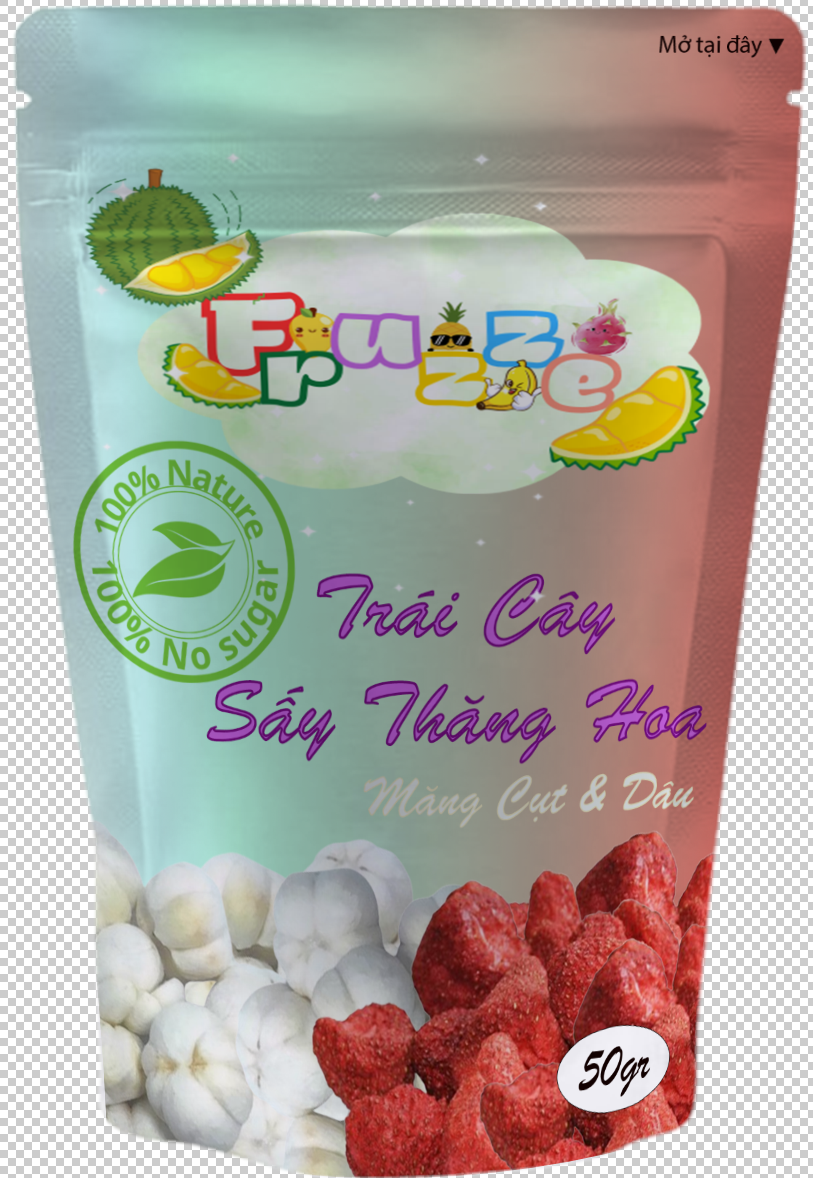 Mở tại đây ▼
Fruzze
100% Nature
100% No sugar
Trái Cây
Sấy Thăng Hoa
Măng Cụt & Dâu
50gr